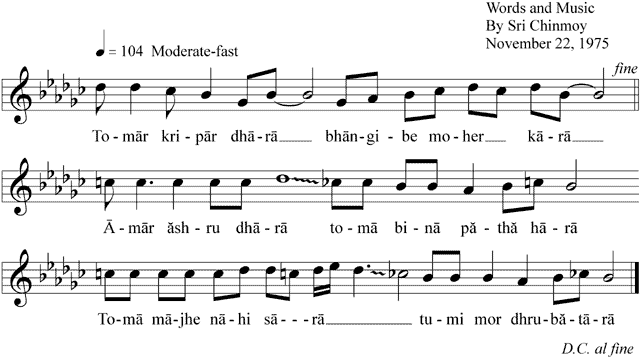 Words and Music
By Sri Chinmoy
November 22, 1975
♩ = 104 Moderate-fast
fine
To-mār kri-pār dhā-rā bhān-gi-be mo-her kā-rā
Ā-mār ăsh-ru dhā-rā to-mā bi-nā pă-thă hā-rā
To-mā mā-jhe nā-hi sā---rā tu-mi mor dhru-bă-tā-rā
D.C. al fine